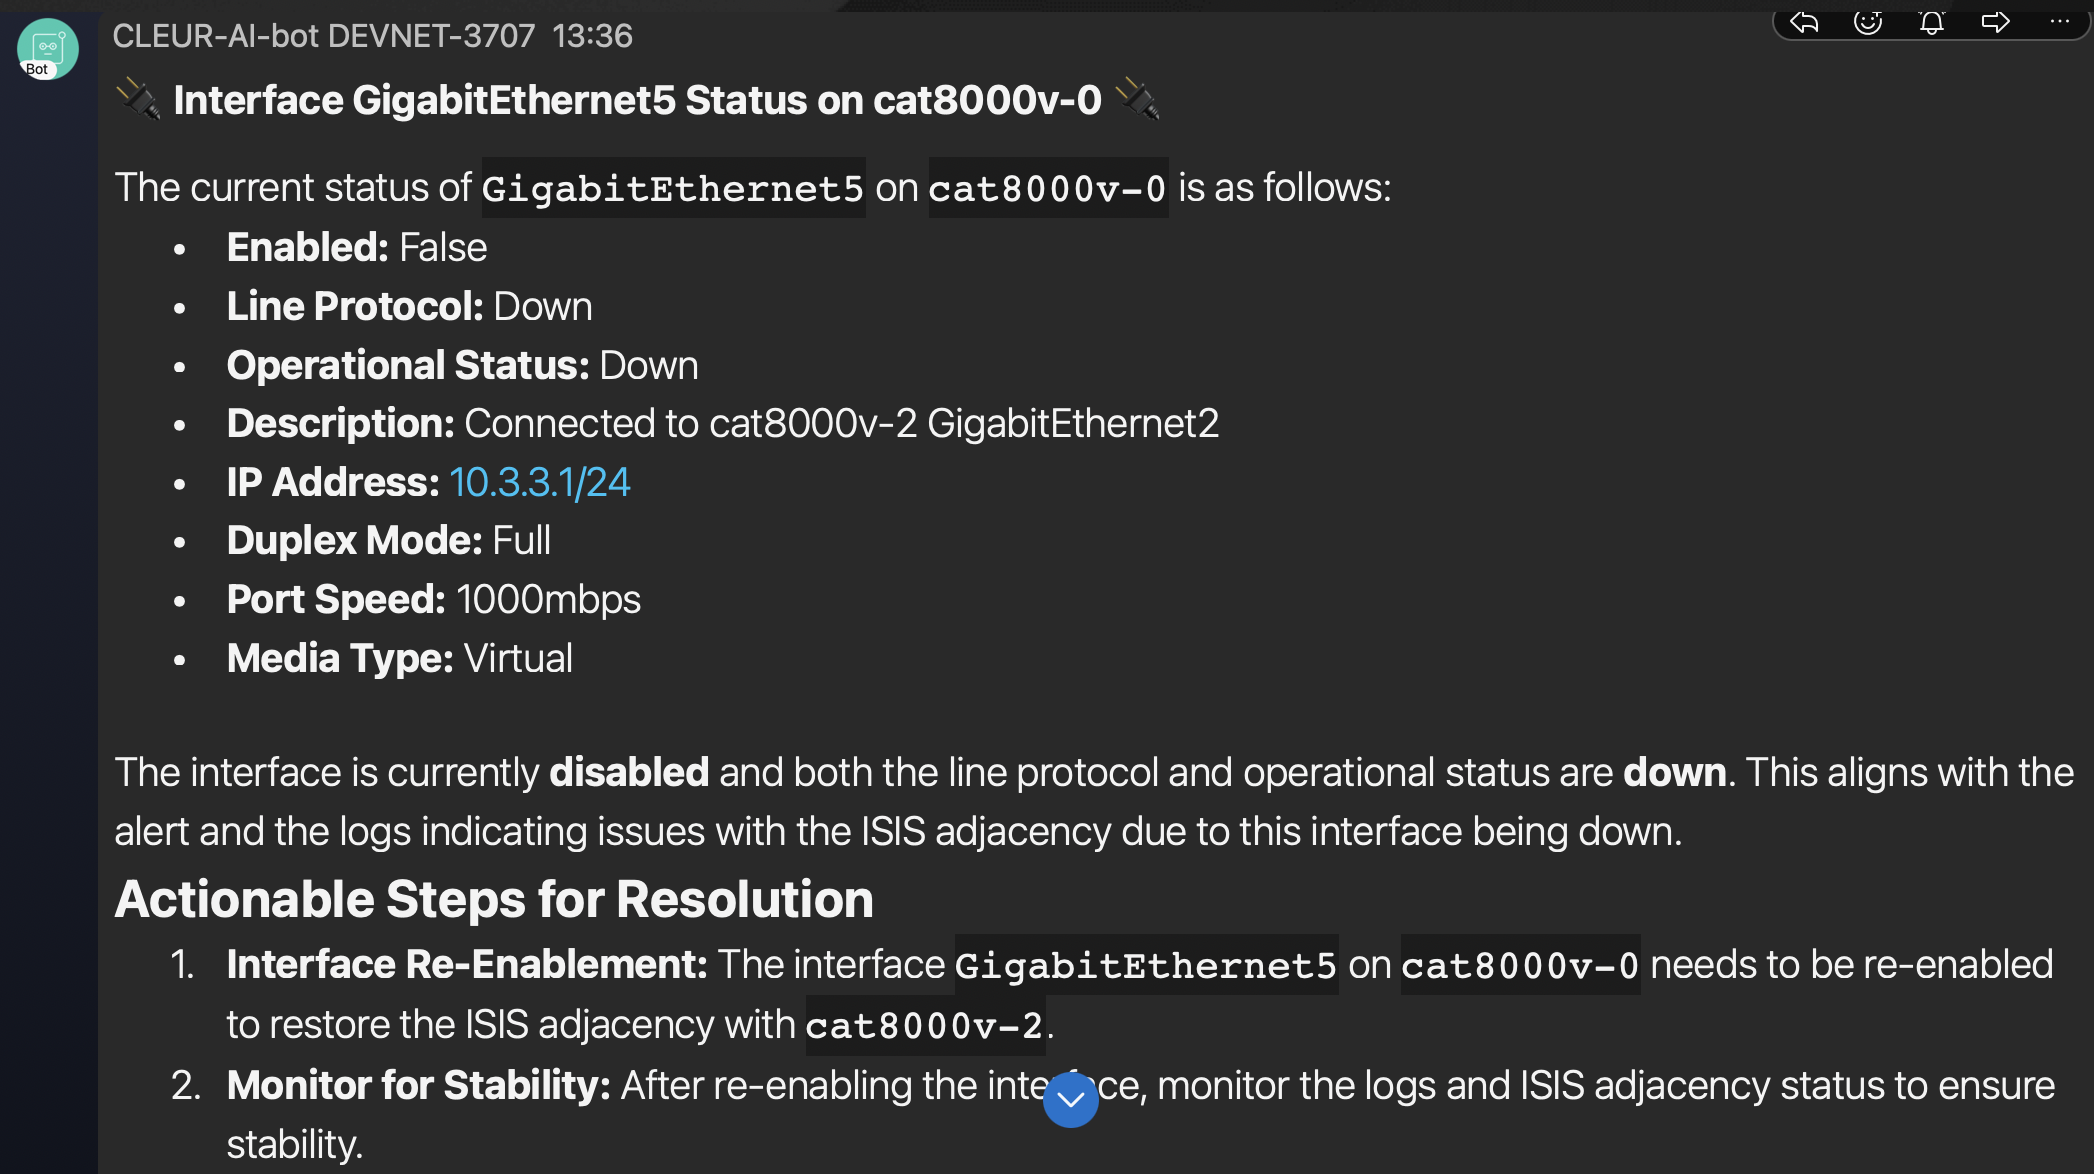 CLEUR-AI-bot DEVNET-3707 13:36
Bot
Interface GigabitEthernet5 Status on cat8000v-0
The current status of GigabitEthernet5 on cat8000v-0 is as follows:
• Enabled: False
• Line Protocol: Down
• Operational Status: Down
• Description: Connected to cat8000v-2 GigabitEthernet2
• IP Address: 10.3.3.1/24
• Duplex Mode: Full
• Port Speed: 1000mbps
• Media Type: Virtual
The interface is currently disabled and both the line protocol and operational status are down. This aligns with the
alert and the logs indicating issues with the ISIS adjacency due to this interface being down.
Actionable Steps for Resolution
1. Interface Re-Enablement: The interface GigabitEthernet5 on cat8000v-0 needs to be re-enabled
to restore the ISIS adjacency with cat8000v-2.
2. Monitor for Stability: After re-enabling the interface, monitor the logs and ISIS adjacency status to ensure
stability.